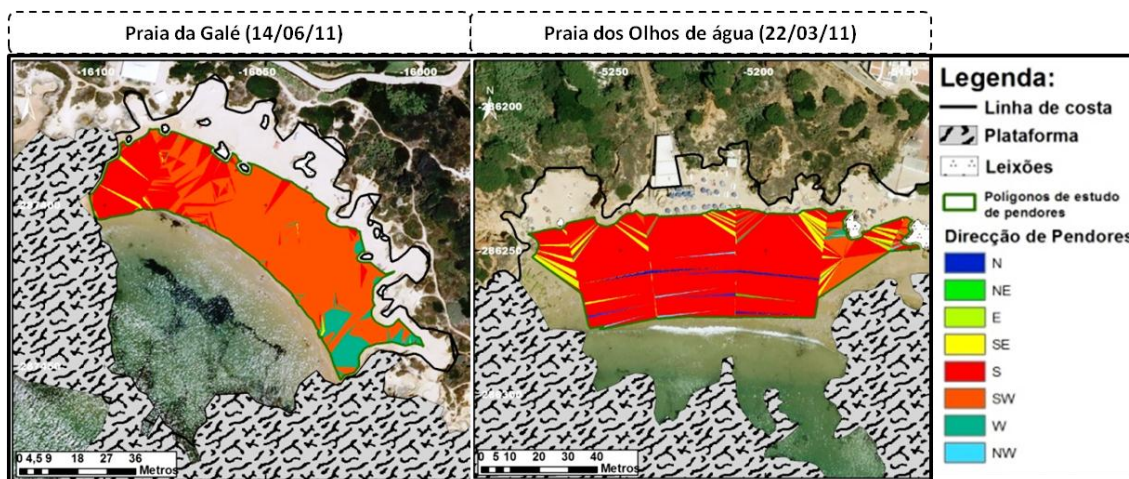 Praia da Galé (14/06/11)
Praia dos Olhos de água (22/03/11)
-16100
-16050
-16000
-5250
-5200
-286200
-286250
N
N
Legenda:
Linha de costa
Plataforma
Leixões
Polígonos de estudo
de pendores
Direcção de Pendores
N
NE
E
SE
S
SW
W
NW
0 4,5 9 18 27 36
Metros
0 5 10 20 30 40
Metros